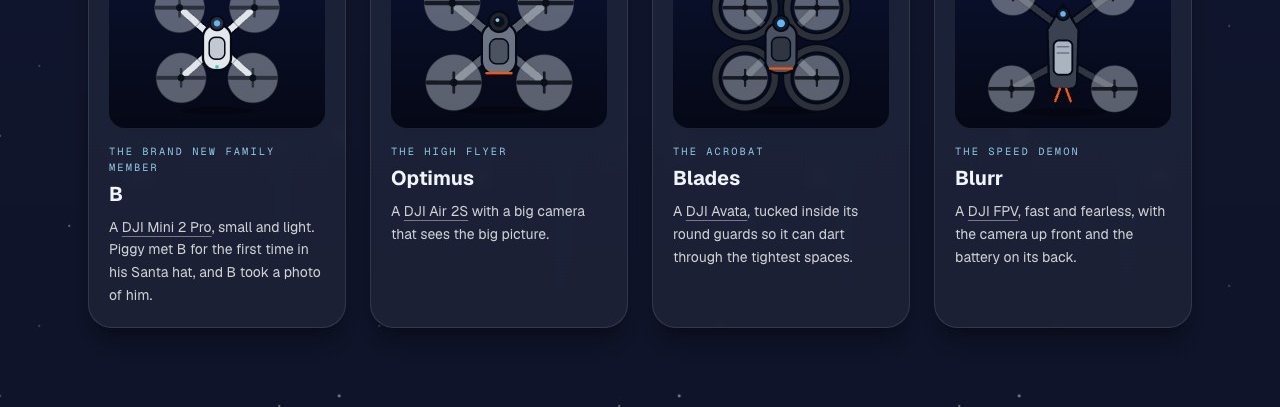 THE BRAND NEW FAMILY
MEMBER
B
A DJI Mini 2 Pro, small and light.
Piggy met B for the first time in
his Santa hat, and B took a photo
of him.
THE HIGH FLYER
Optimus
A DJI Air 2S with a big camera
that sees the big picture.
THE ACROBAT
Blades
A DJI Avata, tucked inside its
round guards so it can dart
through the tightest spaces.
THE SPEED DEMON
Blurr
A DJI FPV, fast and fearless, with
the camera up front and the
battery on its back.